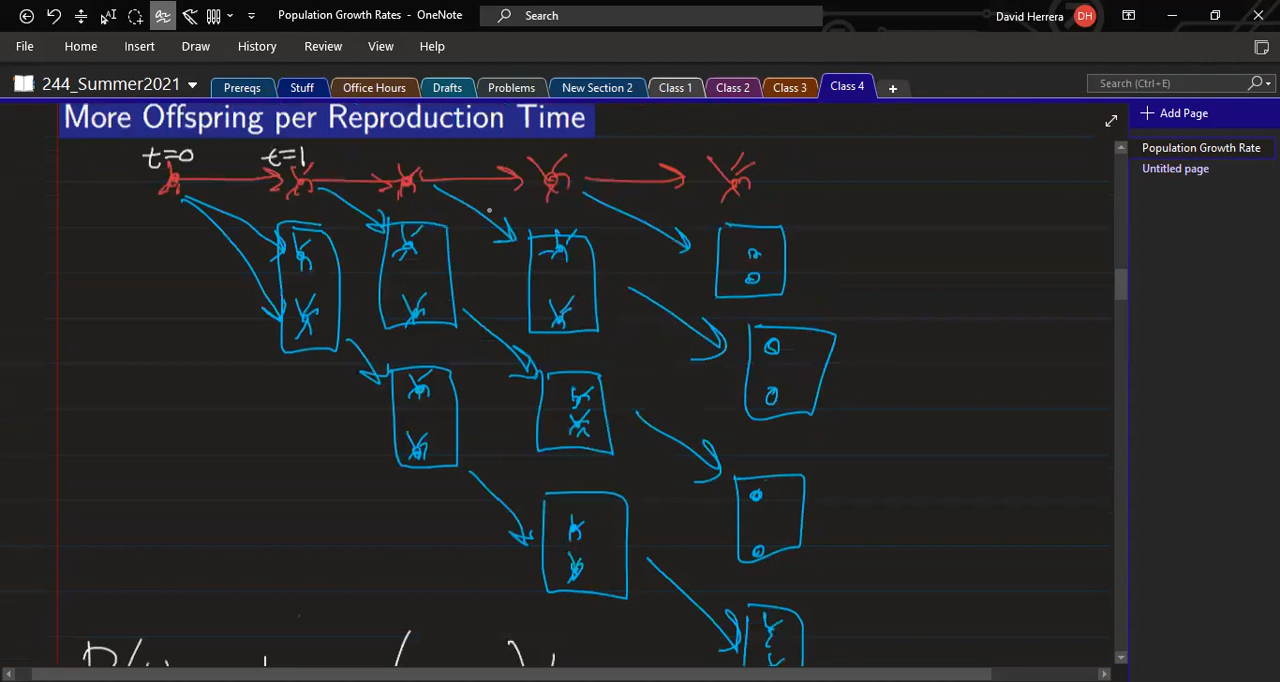 Population Growth Rates - OneNote
Search
David Herrera
DH
File Home Insert Draw History Review View Help
244_Summer2021
Prereqs Stuff Office Hours Drafts Problems New Section 2 Class 1 Class 2 Class 3 Class 4
Search (Ctrl+E)
More Offspring per Reproduction Time
Add Page
Population Growth Rate
Untitled page
t=0 t=1